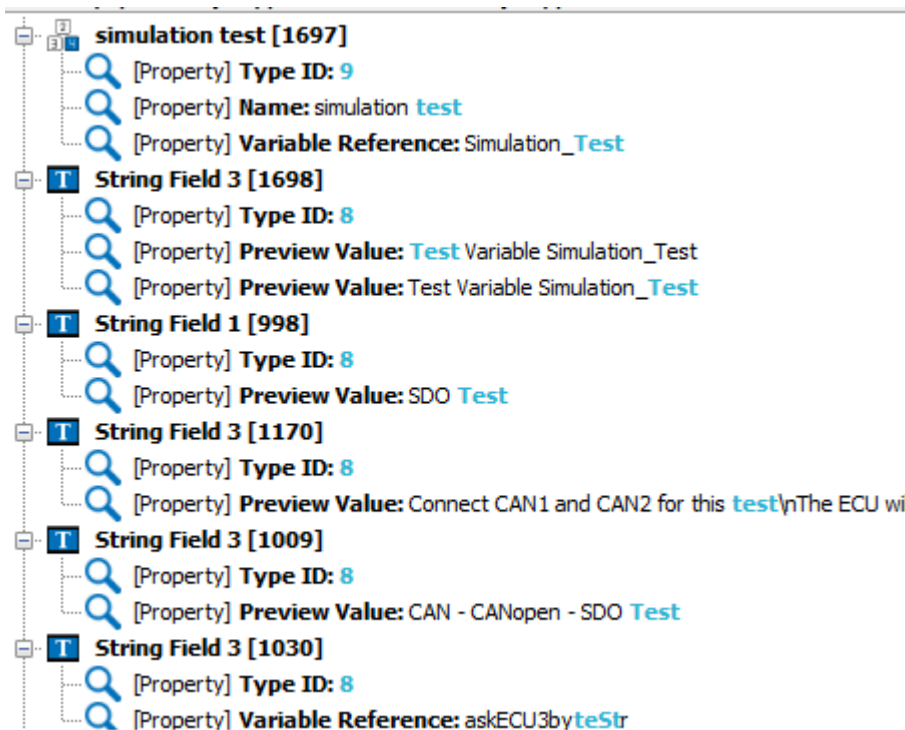 simulation test [1697]
[Property] Type ID: 9
[Property] Name: simulation test
[Property] Variable Reference: Simulation_Test
String Field 3 [1698]
[Property] Type ID: 8
[Property] Preview Value: Test Variable Simulation_Test
[Property] Preview Value: Test Variable Simulation_Test
String Field 1 [998]
[Property] Type ID: 8
[Property] Preview Value: SDO Test
String Field 3 [1170]
[Property] Type ID: 8
[Property] Preview Value: Connect CAN1 and CAN2 for this test\nThe ECU wi
String Field 3 [1009]
[Property] Type ID: 8
[Property] Preview Value: CAN - CANopen - SDO Test
String Field 3 [1030]
[Property] Type ID: 8
[Property] Variable Reference: askECU3byteStr